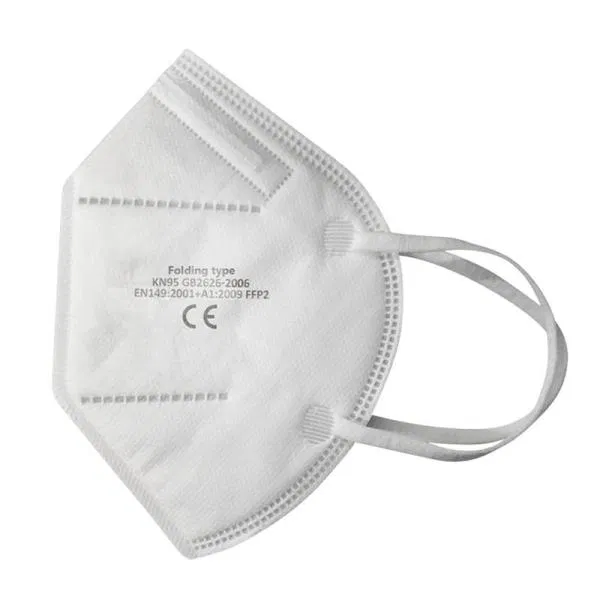 Folding type
KN95 GB2626-2006
EN149:2001+A1:2009 FFP2
CE